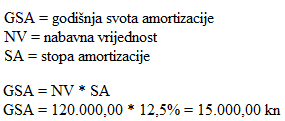 GSA = godišnja svota amortizacije
NV = nabavna vrijednost
SA = stopa amortizacije
GSA = NV * SA
GSA = 120.000,00 * 12,5% = 15.000,00 kn